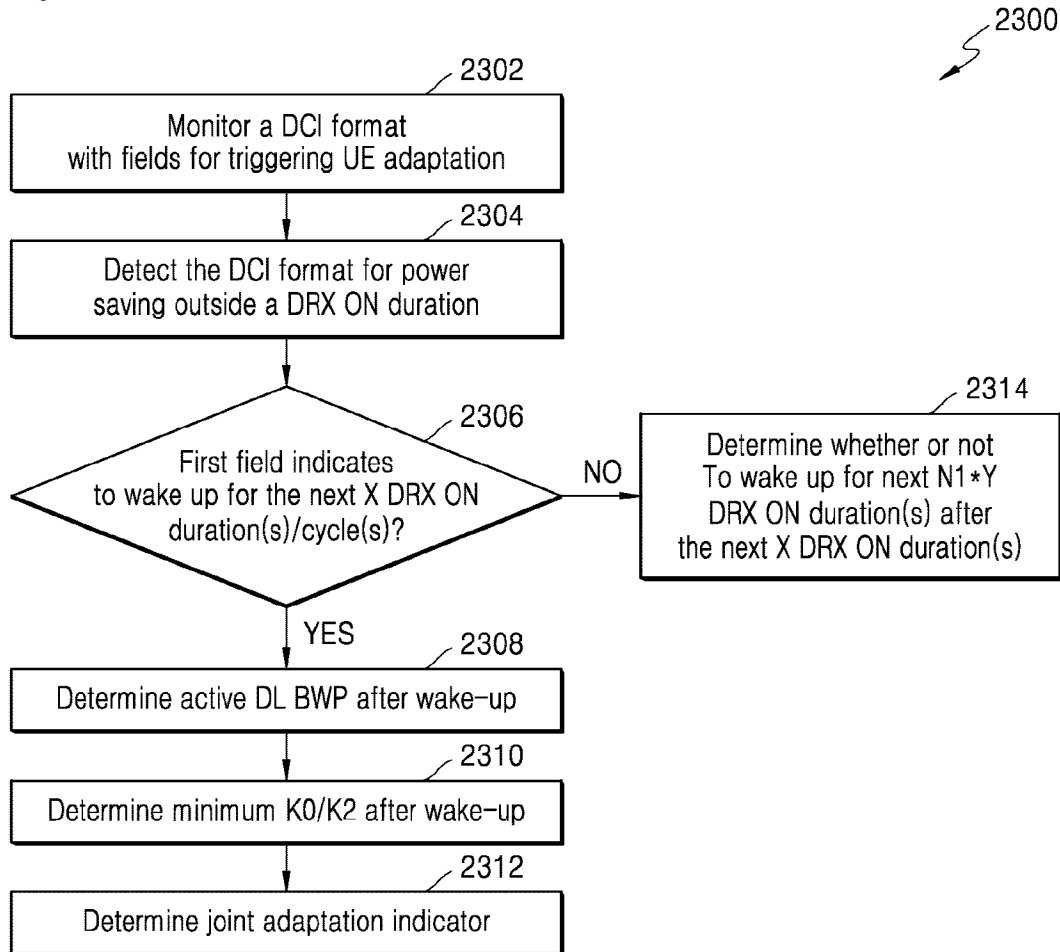 2300
2302
Monitor a DCI format
with fields for triggering UE adaptation
2304
Detect the DCI format for power
saving outside a DRX ON duration
2306
First field indicates
to wake up for the next X DRX ON
duration(s)/cycle(s)?
NO
2314
Determine whether or not
To wake up for next N1*Y
DRX ON duration(s) after
the next X DRX ON duration(s)
YES
2308
Determine active DL BWP after wake-up
2310
Determine minimum K0/K2 after wake-up
2312
Determine joint adaptation indicator